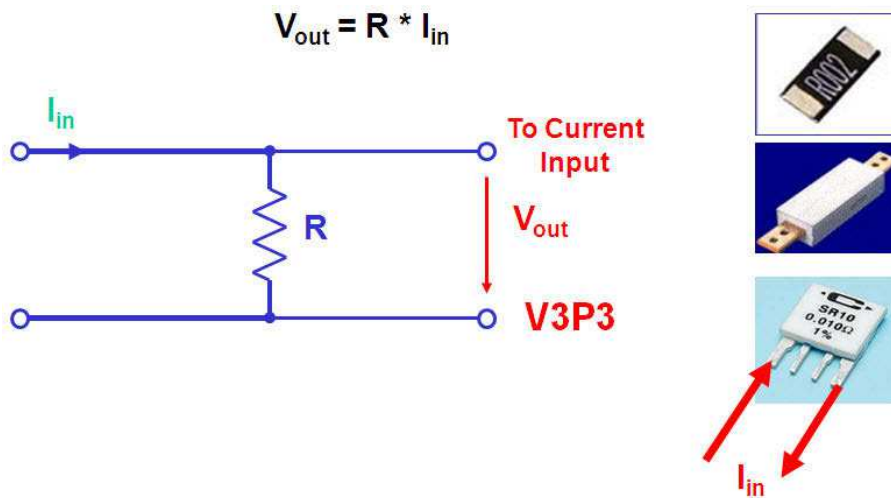 Vout = R * Iin
Iin
To Current
Input
R
Vout
V3P3
R002
SR10
0.010Ω
1%
Iin